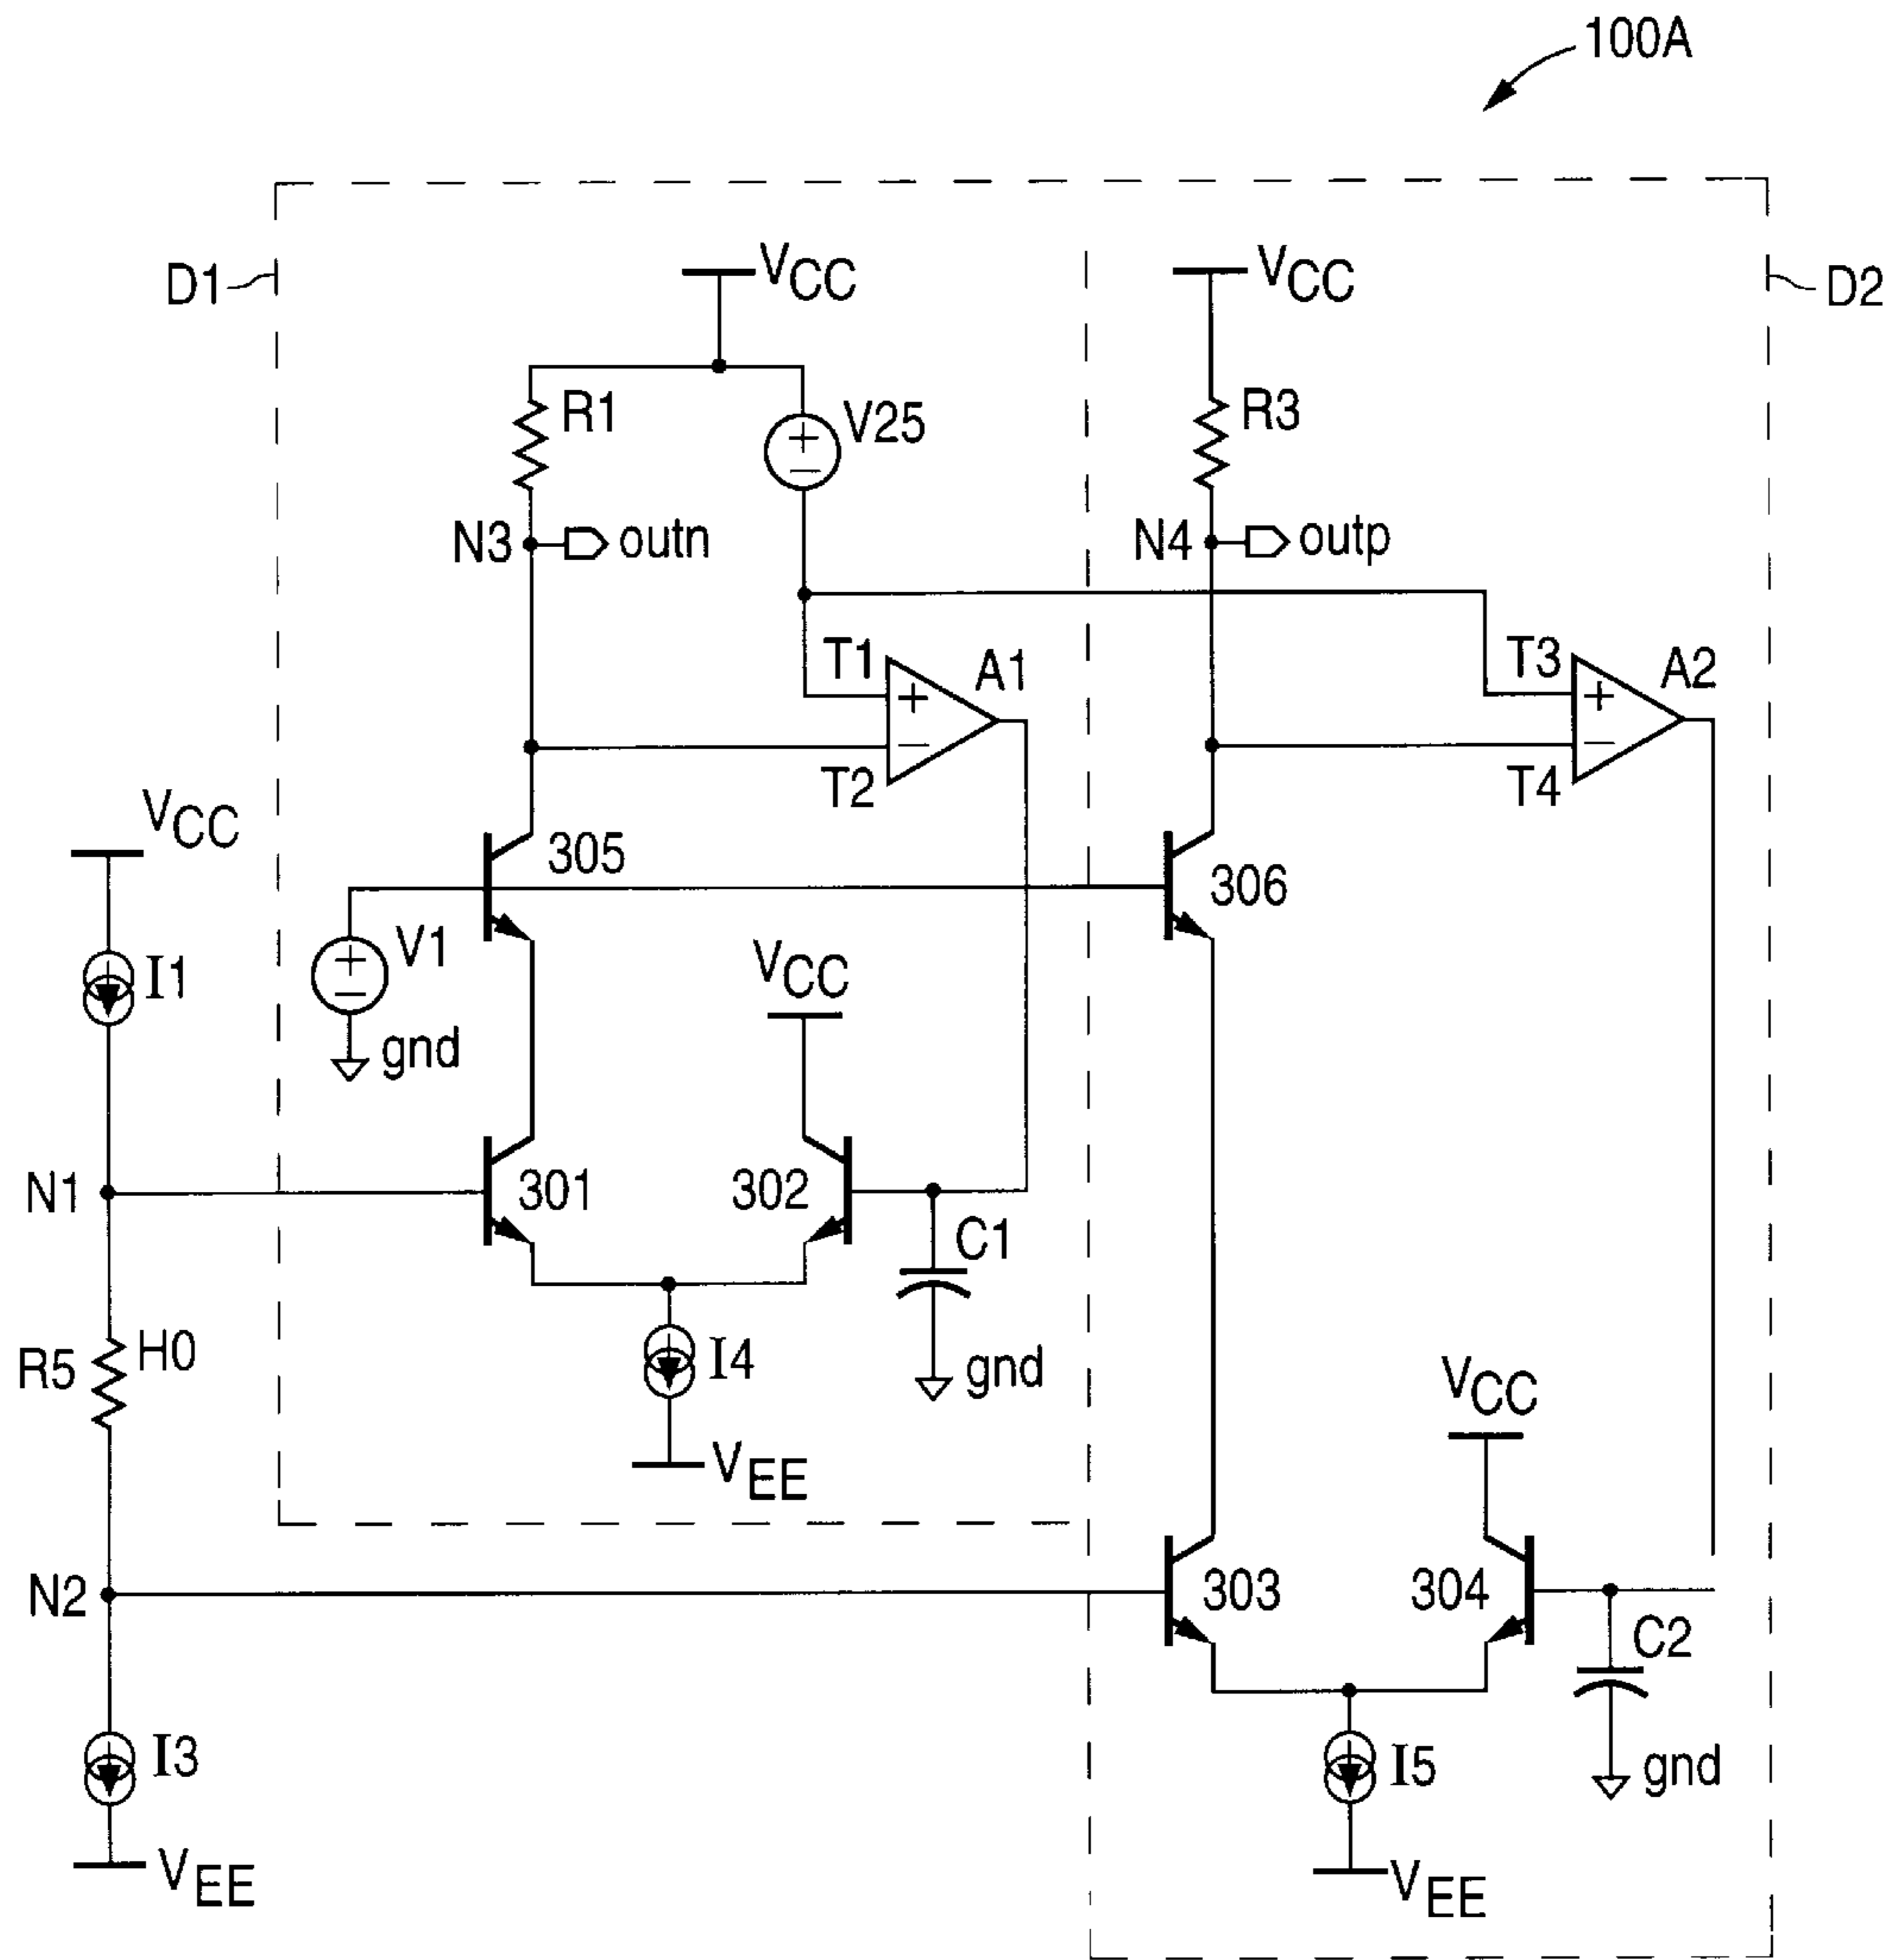 100A
D1
VCC
VCC
D2
R1
V25
R3
N3
outn
N4
outp
T1
+
−
A1
T2
T3
+
−
A2
T4
VCC
305
306
+
−
V1
VCC
I1
gnd
N1
301
302
C1
R5
H0
I4
gnd
VCC
VEE
N2
303
304
C2
I3
I5
gnd
VEE
VEE